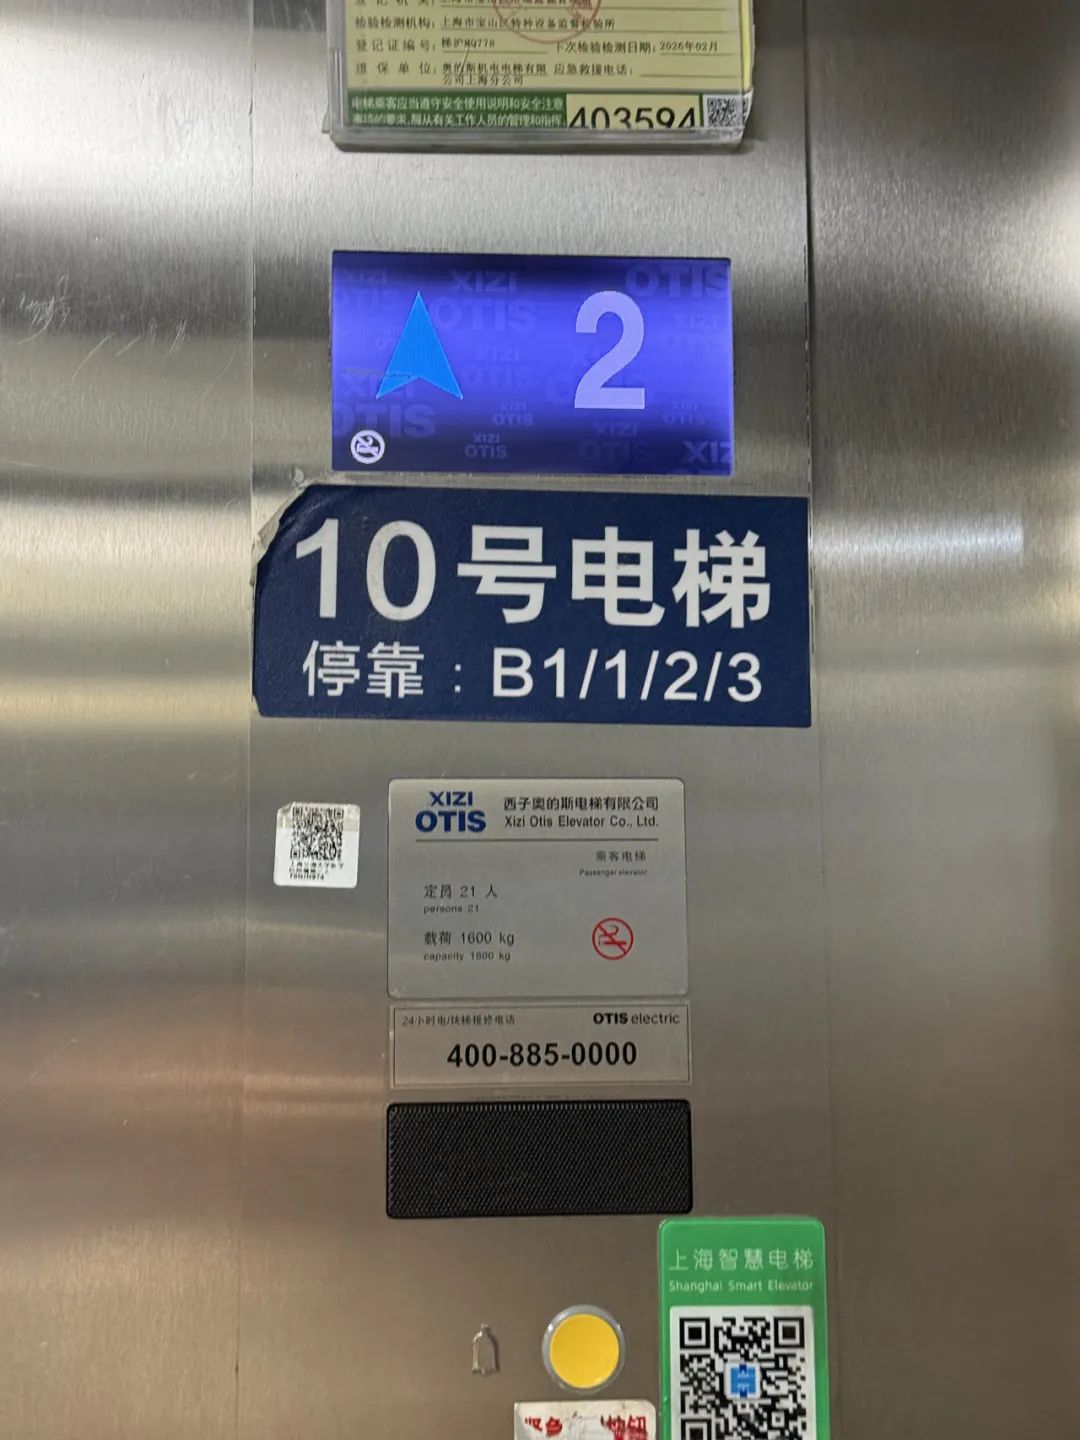 检验检测机构：上海市宝山区特种设备监督检验所
登记证编号：梯沪MQ778 下次检验检测日期：2026年02月
维保单位：奥的斯机电电梯有限公司上海分公司 应急救援电话：
电梯乘客应当遵守安全使用说明和安全注意
事项的要求，服从有关工作人员的管理和指挥。
403594
XIZI OTIS
2
10号电梯
停靠：B1/1/2/3
XIZI OTIS
西子奥的斯电梯有限公司
Xizi Otis Elevator Co., Ltd.
乘客电梯
Passenger elevator
定员 21 人
persons 21
载荷 1600 kg
capacity 1600 kg
24小时电/扶梯报修电话
OTIS electric
400-885-0000
上海智慧电梯
Shanghai Smart Elevator